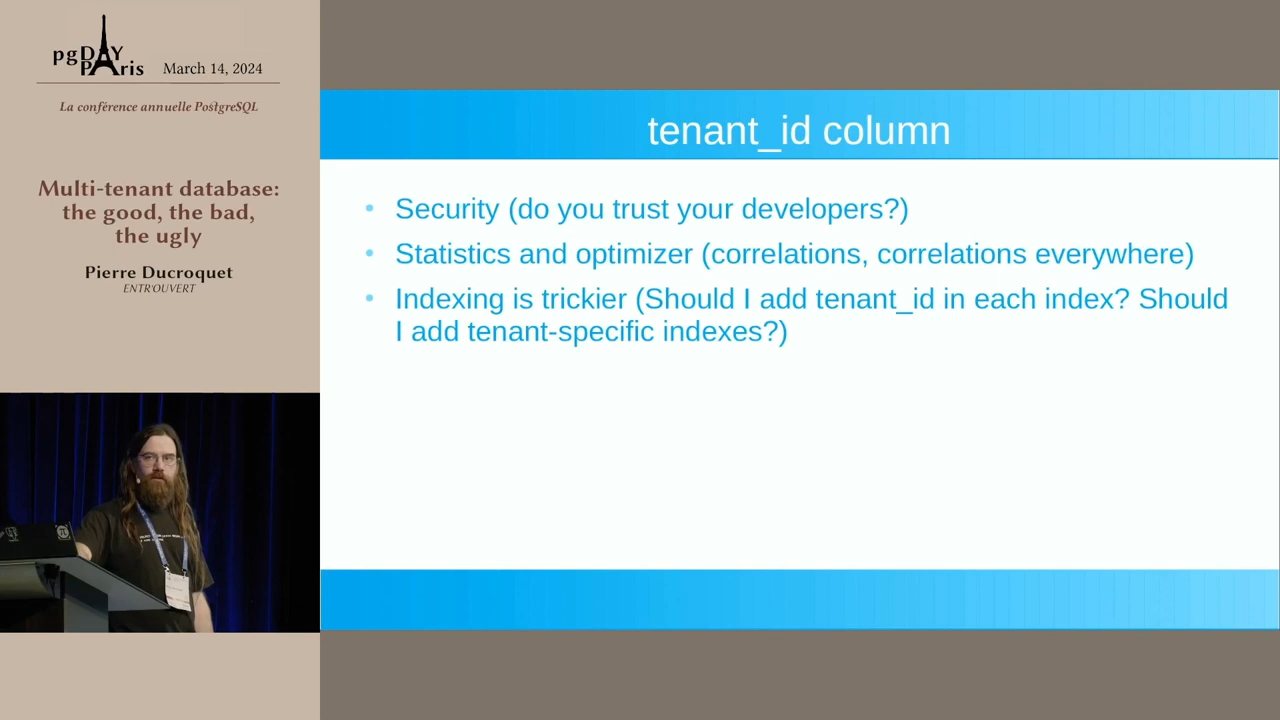 pgDAY
PAris
March 14, 2024
La conférence annuelle PostgreSQL
Multi-tenant database:
the good, the bad,
the ugly
Pierre Ducroquet
ENTR'OUVERT
tenant_id column
• Security (do you trust your developers?)
• Statistics and optimizer (correlations, correlations everywhere)
• Indexing is trickier (Should I add tenant_id in each index? Should
I add tenant-specific indexes?)